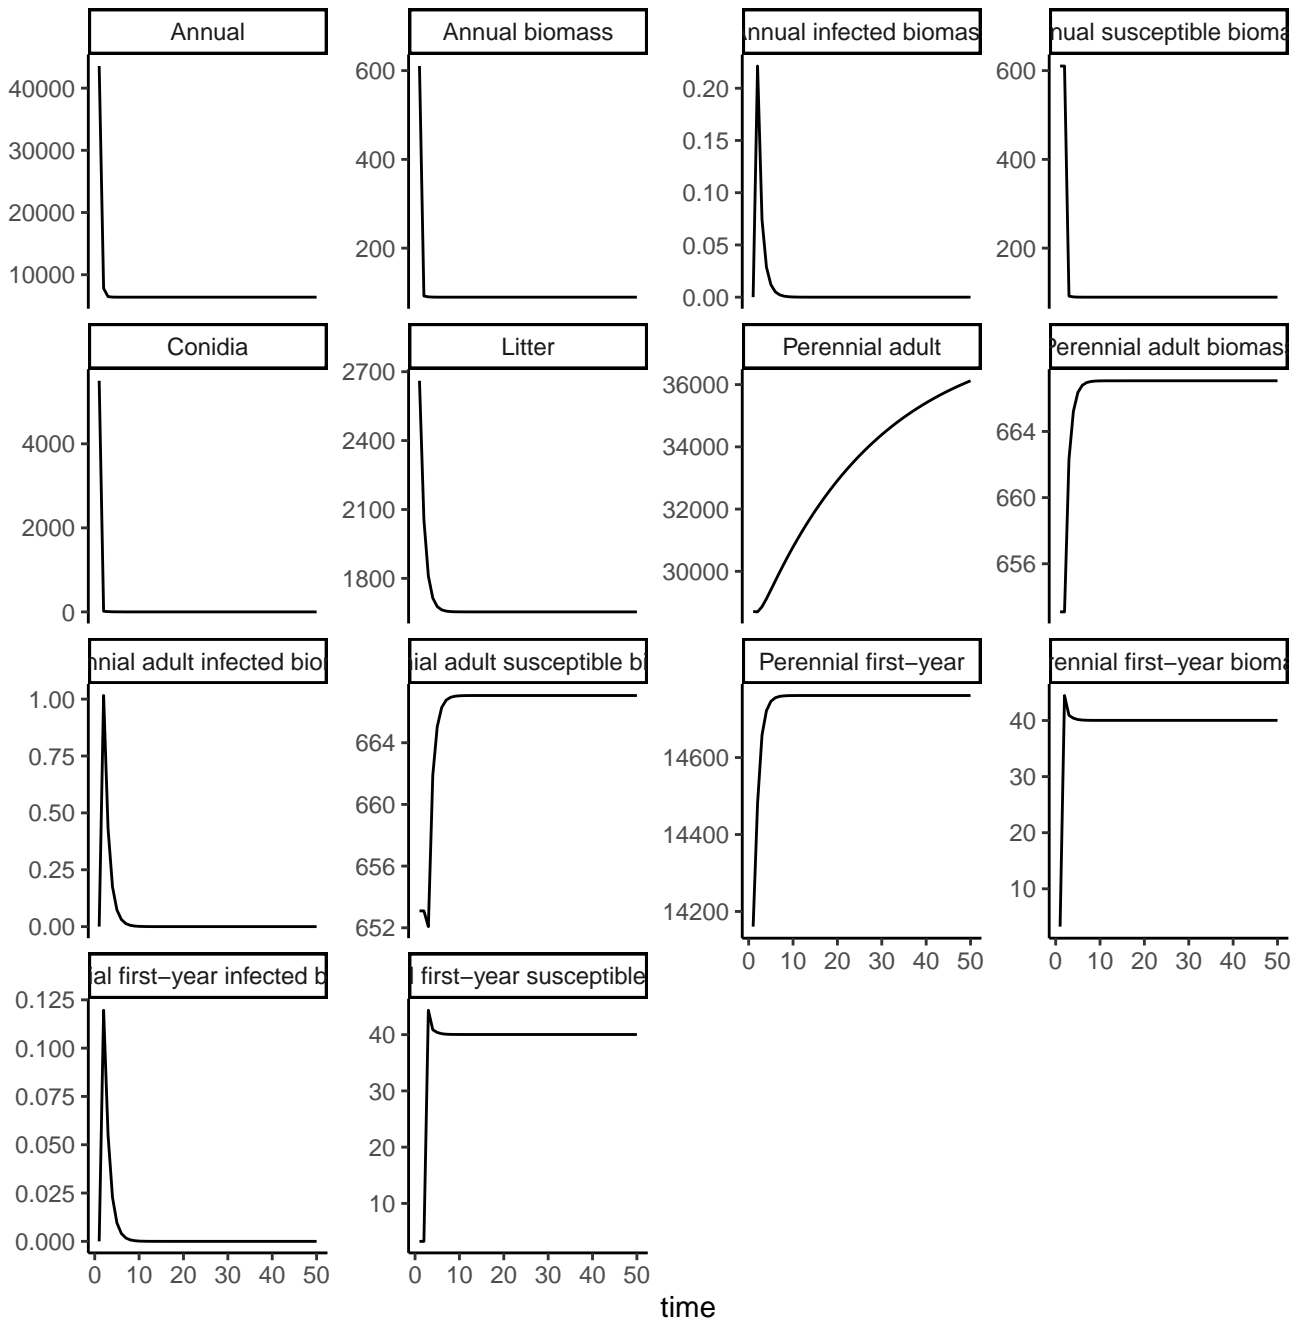 Annual
Annual biomass
Annual infected biomas
nual susceptible bioma
40000
30000
20000
10000
600
400
200
0.20
0.15
0.10
0.05
0.00
600
400
200
Conidia
Litter
Perennial adult
Perennial adult biomas
4000
2000
0
2700
2400
2100
1800
36000
34000
32000
30000
664
660
656
nnial adult infected bio
ial adult susceptible bi
Perennial first−year
rennial first−year bioma
1.00
0.75
0.50
0.25
0.00
664
660
656
652
14600
14400
14200
40
30
20
10
0 10 20 30 40 50
0 10 20 30 40 50
ial first−year infected b
l first−year susceptible
0.125
0.100
0.075
0.050
0.025
0.000
40
30
20
10
0 10 20 30 40 50
0 10 20 30 40 50
time